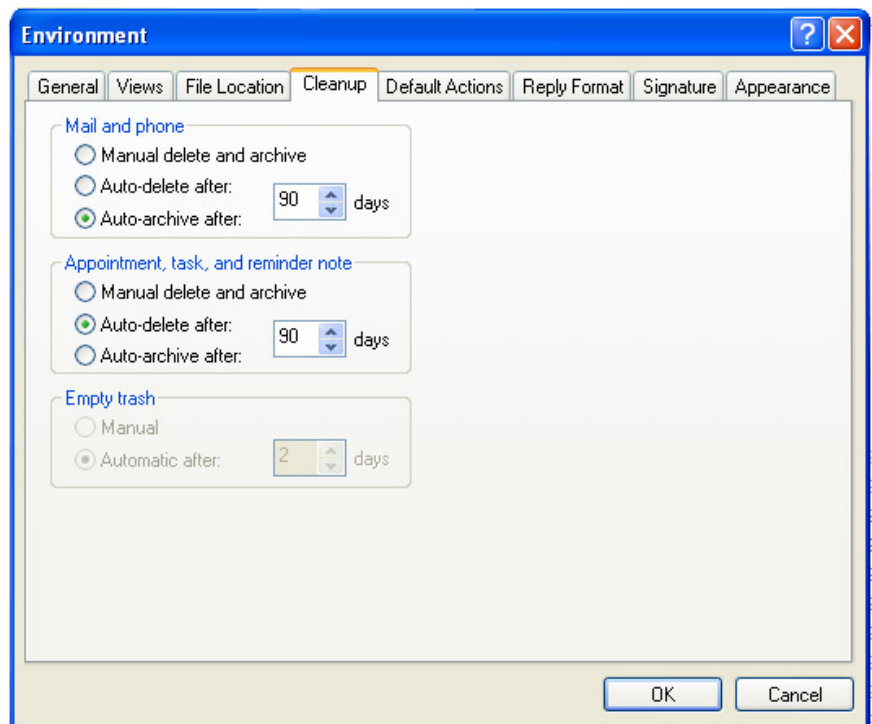 Environment
General Views File Location Cleanup Default Actions Reply Format Signature Appearance
Mail and phone
Manual delete and archive
Auto-delete after:
90 days
Auto-archive after:
Appointment, task, and reminder note
Manual delete and archive
Auto-delete after:
90 days
Auto-archive after:
Empty trash
Manual
Automatic after: 2 days
OK Cancel